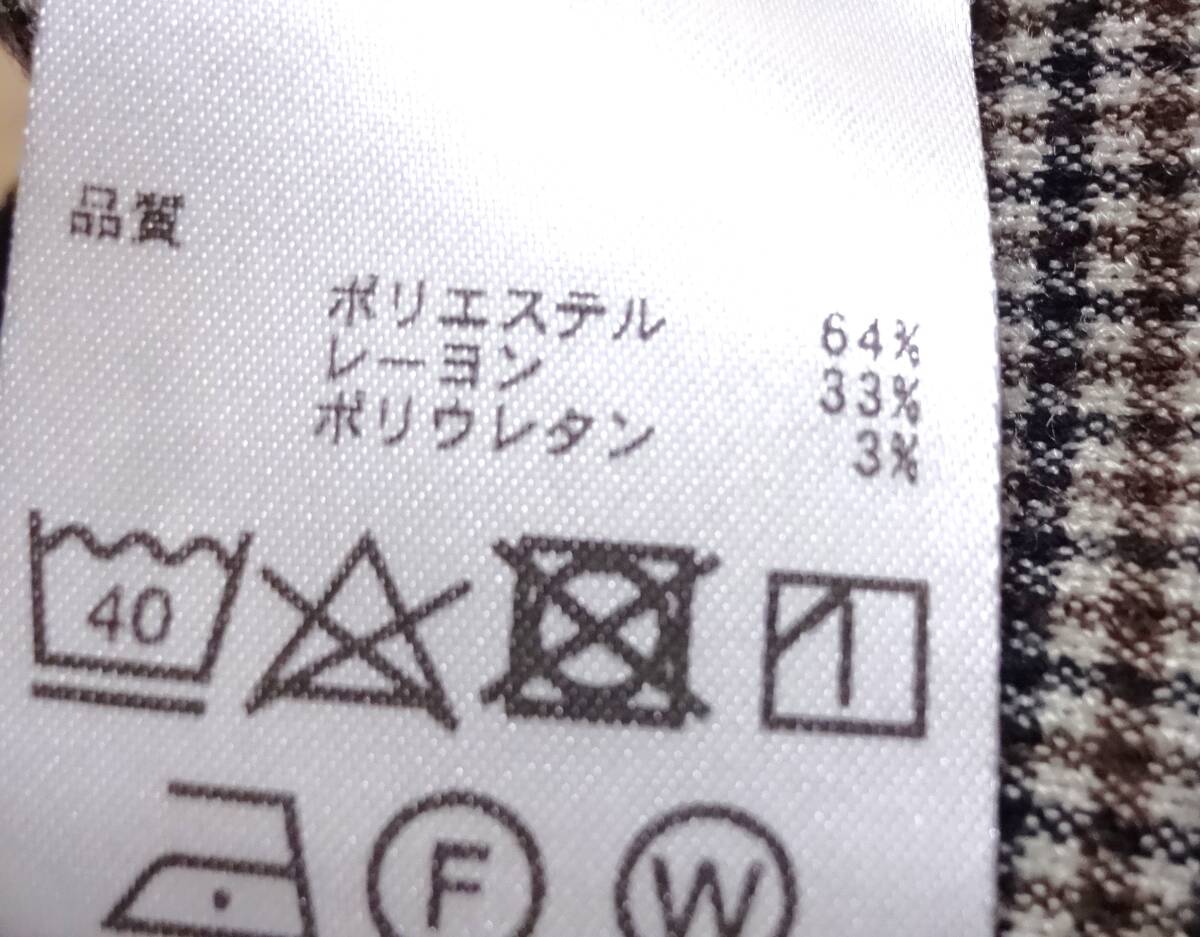 品質
ポリエステル 64%
レーヨン 33%
ポリウレタン 3%
40
F W